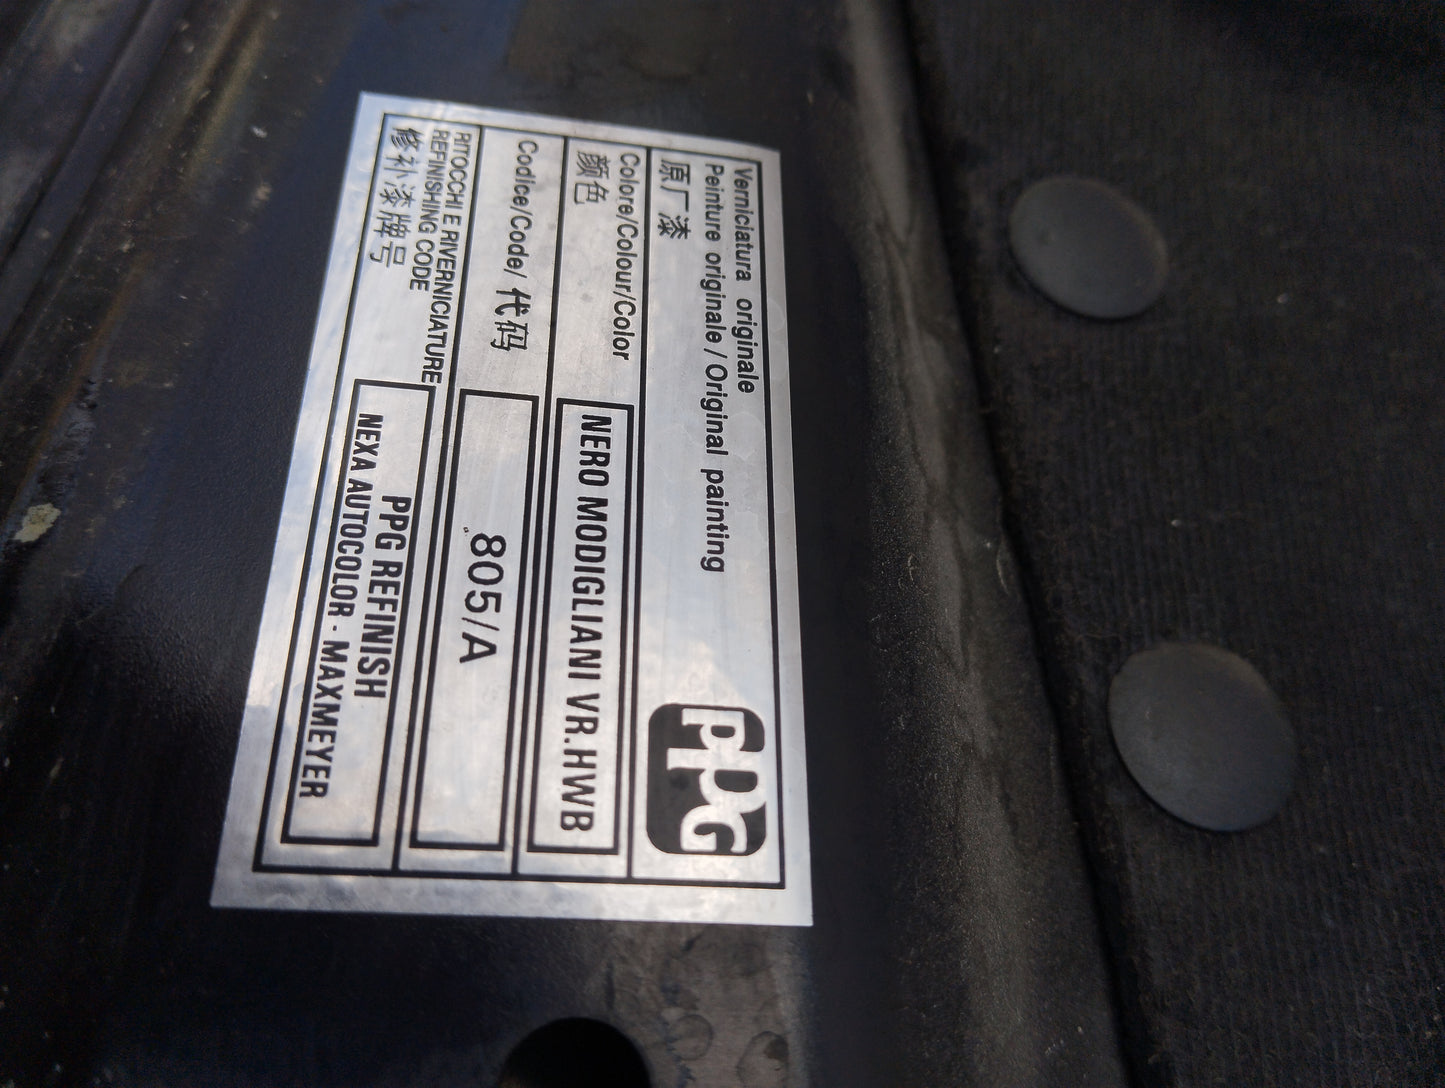 Verniciatura originale
Peinture originale / Original painting
原厂漆
PPG
Colore/Colour/Color
颜色
NERO MODIGLIANI VR.HWB
Codice/Code/ 代码
805/A
RITOCCHI E RIVERNICIATURE
REFINISHING CODE
修补漆牌号
PPG REFINISH
NEXA AUTOCOLOR - MAXMEYER